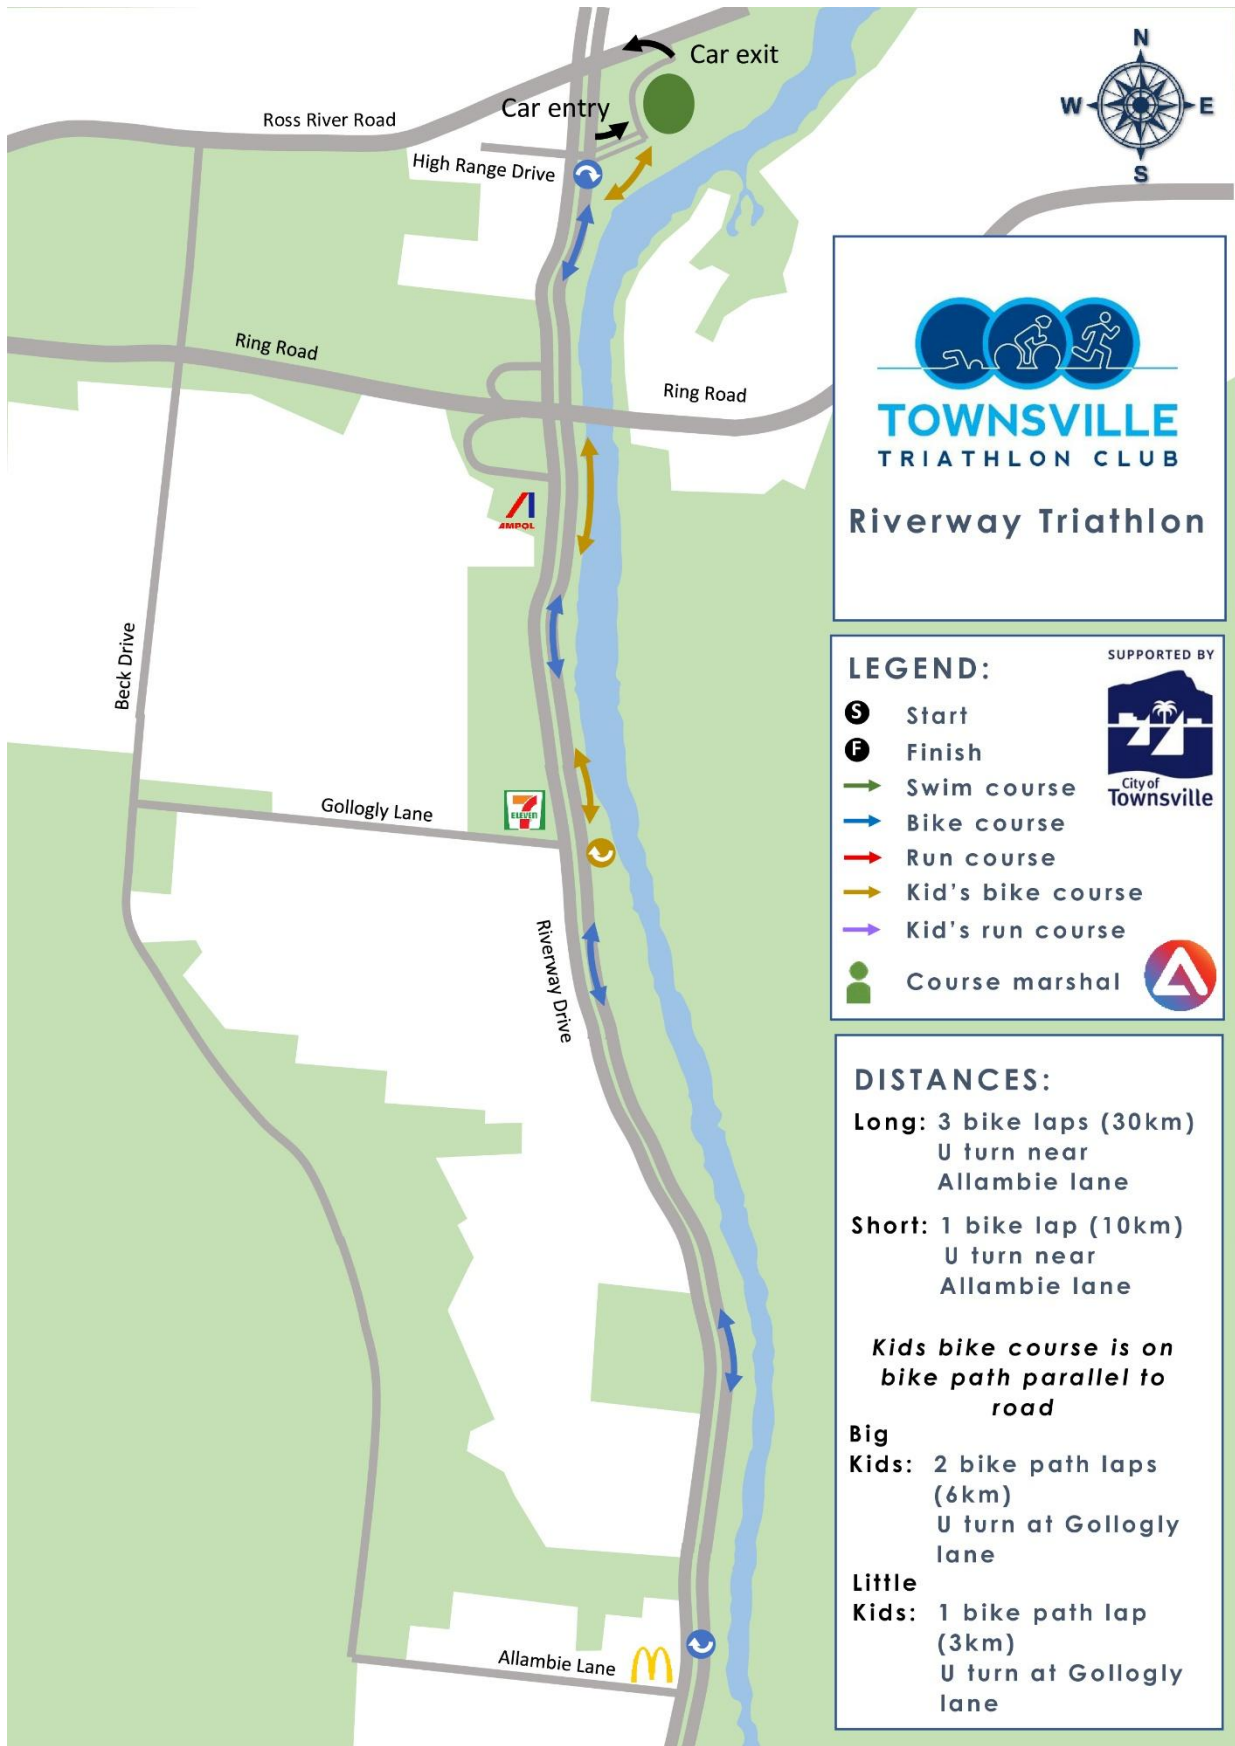 Car exit
Car entry
Ross River Road
High Range Drive
N
W
E
S
Ring Road
Ring Road
AMPOL
Beck Drive
Gollogly Lane
7
ELEVEN
Riverway Drive
Allambie Lane
TOWNSVILLE
TRIATHLON CLUB
Riverway Triathlon
LEGEND:
SUPPORTED BY
S Start
F Finish
Swim course
Bike course
Run course
Kid's bike course
Kid's run course
Course marshal
City of
Townsville
DISTANCES:
Long: 3 bike laps (30km)
U turn near
Allambie lane
Short: 1 bike lap (10km)
U turn near
Allambie lane
Kids bike course is on
bike path parallel to
road
Big
Kids: 2 bike path laps
(6km)
U turn at Gollogly
lane
Little
Kids: 1 bike path lap
(3km)
U turn at Gollogly
lane